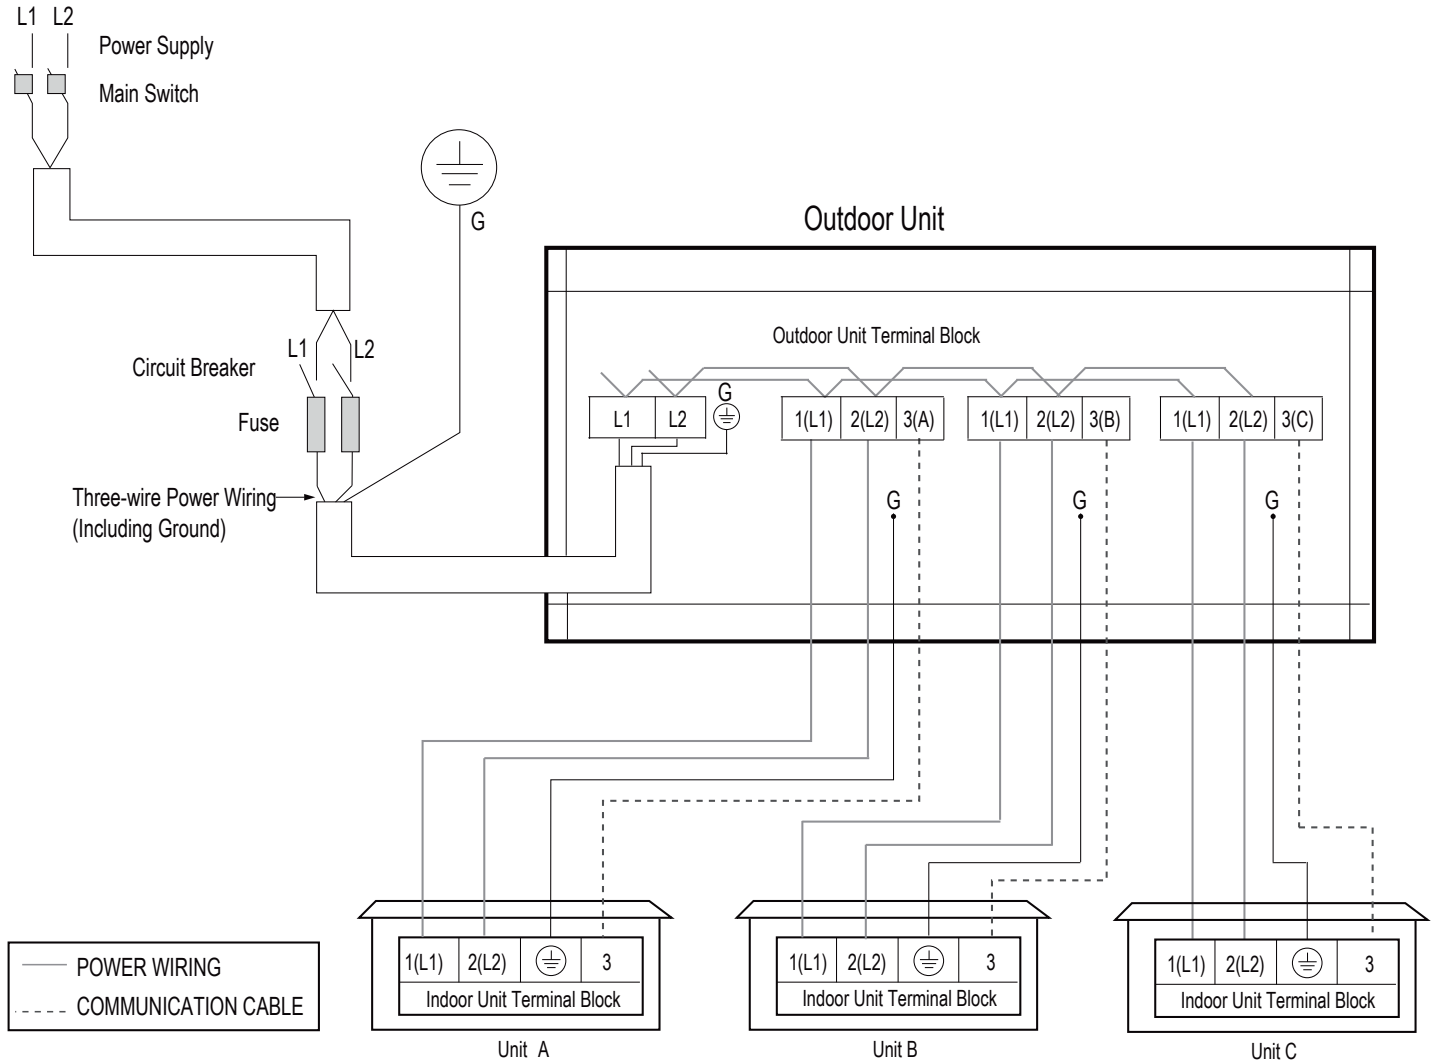 L1 L2
Power Supply
Main Switch
G
Outdoor Unit
Outdoor Unit Terminal Block
L1 L2
Circuit Breaker
Fuse
Three-wire Power Wiring
(Including Ground)
L1 L2 G
1(L1) 2(L2) 3(A)
1(L1) 2(L2) 3(B)
1(L1) 2(L2) 3(C)
G G G
1(L1) 2(L2) 3
Indoor Unit Terminal Block
Unit A
1(L1) 2(L2) 3
Indoor Unit Terminal Block
Unit B
1(L1) 2(L2) 3
Indoor Unit Terminal Block
Unit C
POWER WIRING
COMMUNICATION CABLE